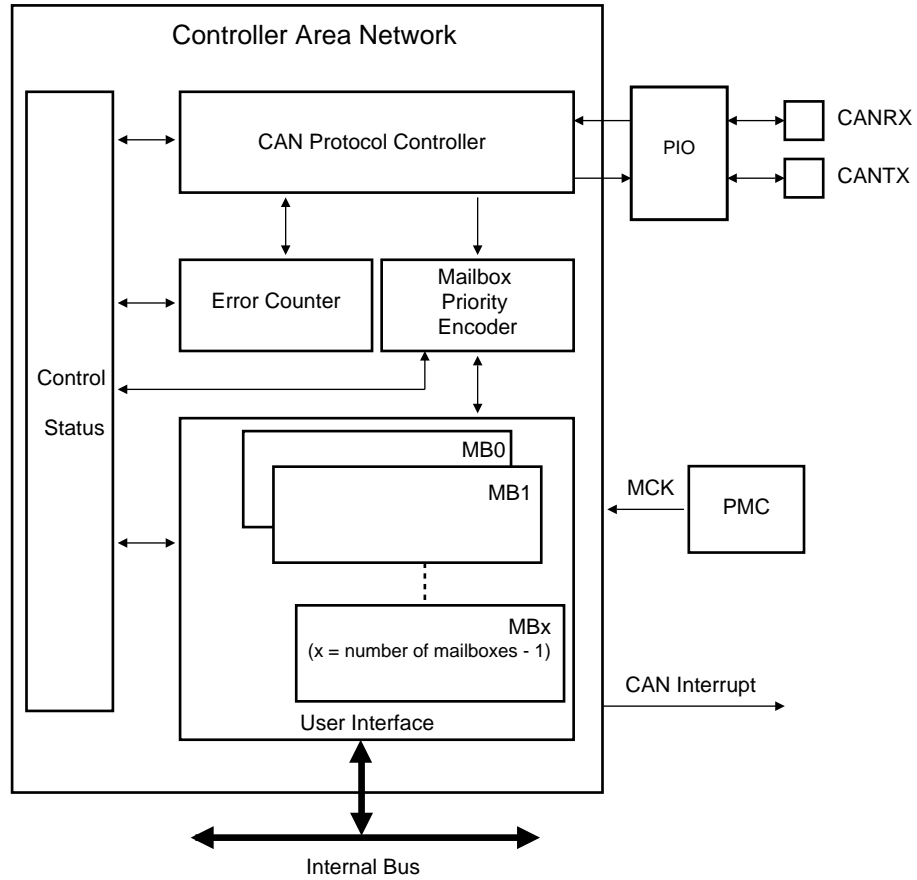 Controller Area Network
CAN Protocol Controller
PIO
CANRX
CANTX
Error Counter
Mailbox
Priority
Encoder
Control
Status
MB0
MB1
MCK
PMC
MBx
(x = number of mailboxes - 1)
CAN Interrupt
User Interface
Internal Bus